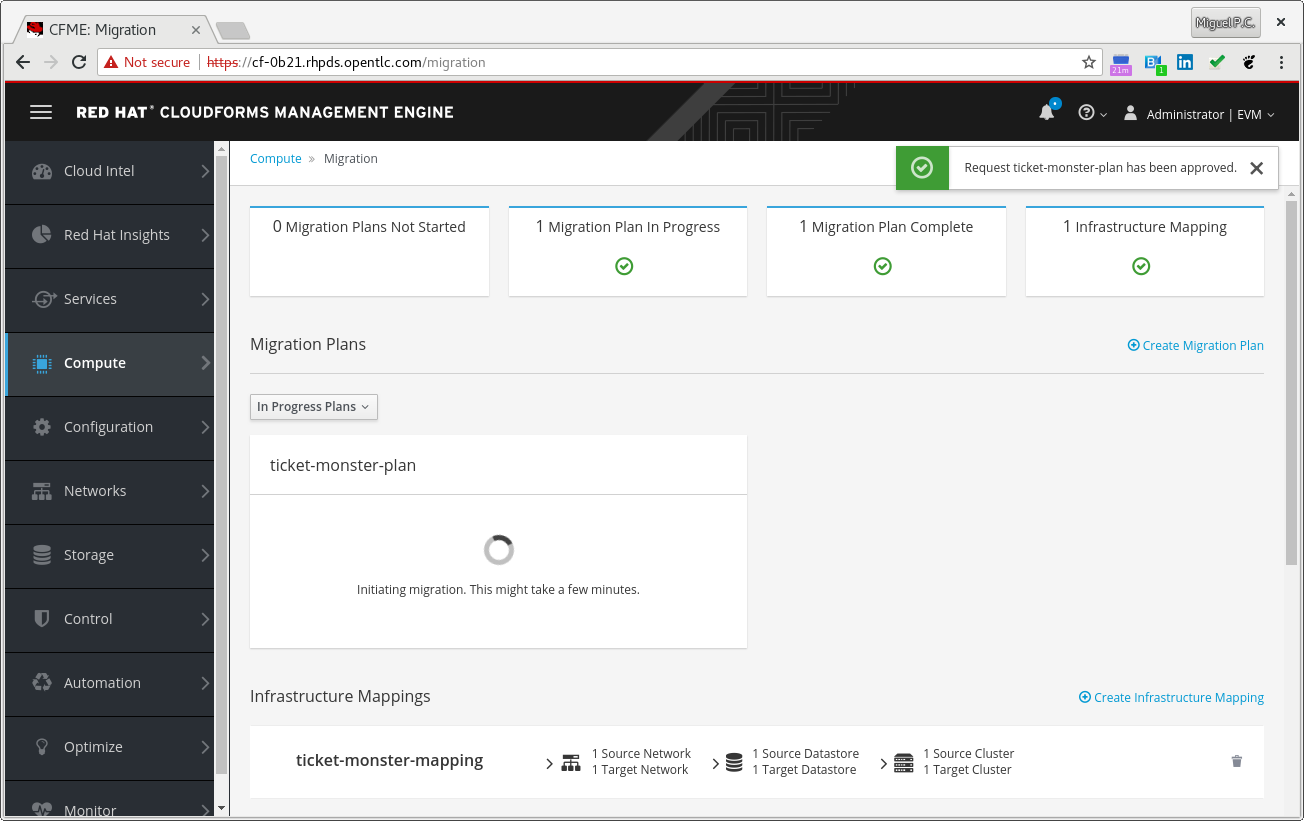 CFME: Migration
Miguel P.C.
Not secure https://cf-0b21.rhpds.opentlc.com/migration
21m
1
RED HAT® CLOUDFORMS MANAGEMENT ENGINE
Administrator | EVM
Cloud Intel
Red Hat Insights
Services
Compute
Configuration
Networks
Storage
Control
Automation
Optimize
Monitor
Compute » Migration
Request ticket-monster-plan has been approved.
0 Migration Plans Not Started
1 Migration Plan In Progress
1 Migration Plan Complete
1 Infrastructure Mapping
Migration Plans
Create Migration Plan
In Progress Plans
ticket-monster-plan
Initiating migration. This might take a few minutes.
Infrastructure Mappings
Create Infrastructure Mapping
ticket-monster-mapping
1 Source Network
1 Target Network
1 Source Datastore
1 Target Datastore
1 Source Cluster
1 Target Cluster